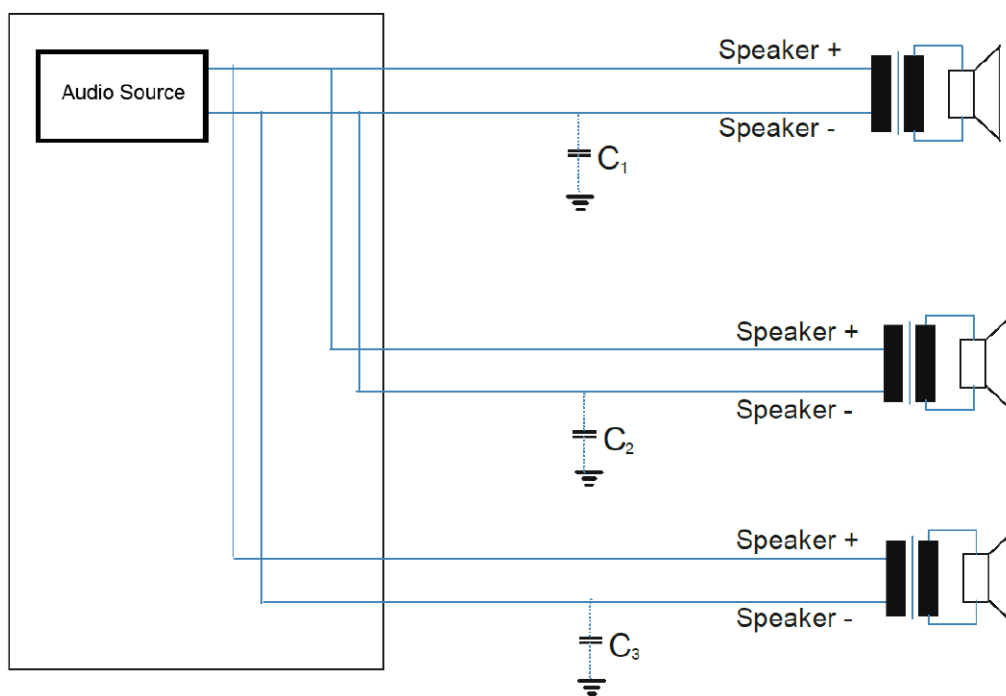 Speaker +
Audio Source
Speaker -
C₁
Speaker +
Speaker -
C₂
Speaker +
Speaker -
C₃